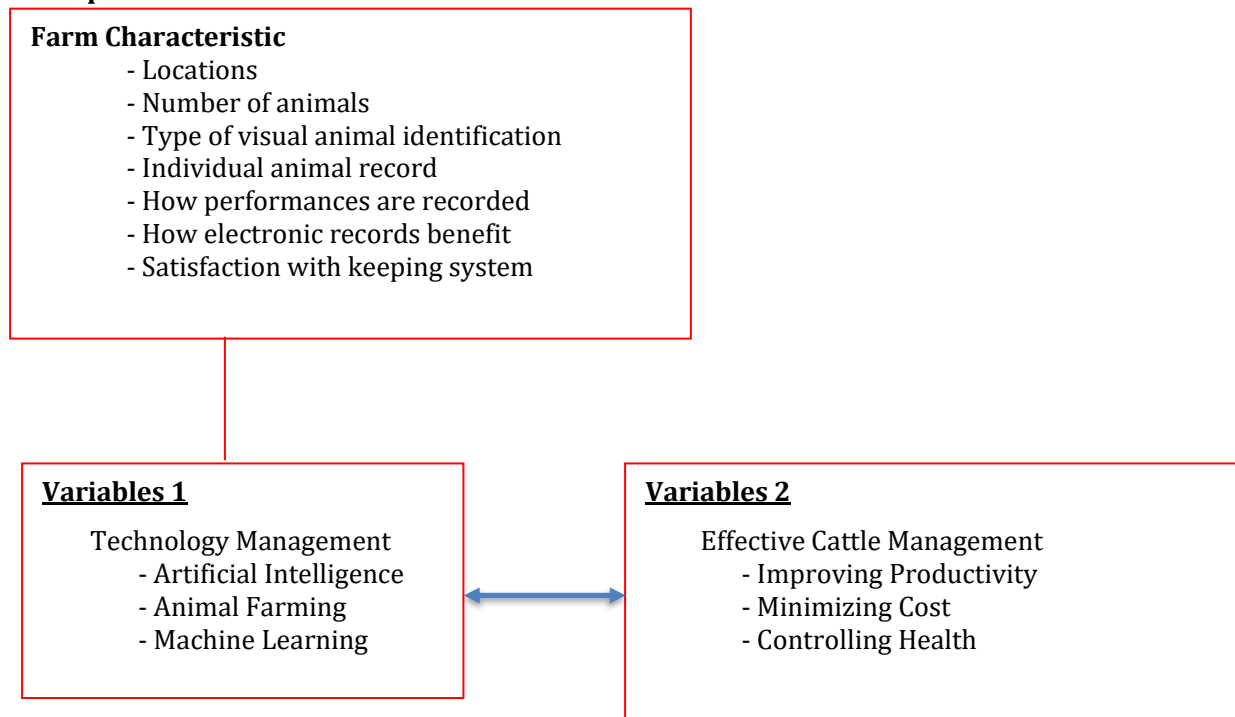 Farm Characteristic
- Locations
- Number of animals
- Type of visual animal identification
- Individual animal record
- How performances are recorded
- How electronic records benefit
- Satisfaction with keeping system
Variables 1
Technology Management
- Artificial Intelligence
- Animal Farming
- Machine Learning
Variables 2
Effective Cattle Management
- Improving Productivity
- Minimizing Cost
- Controlling Health